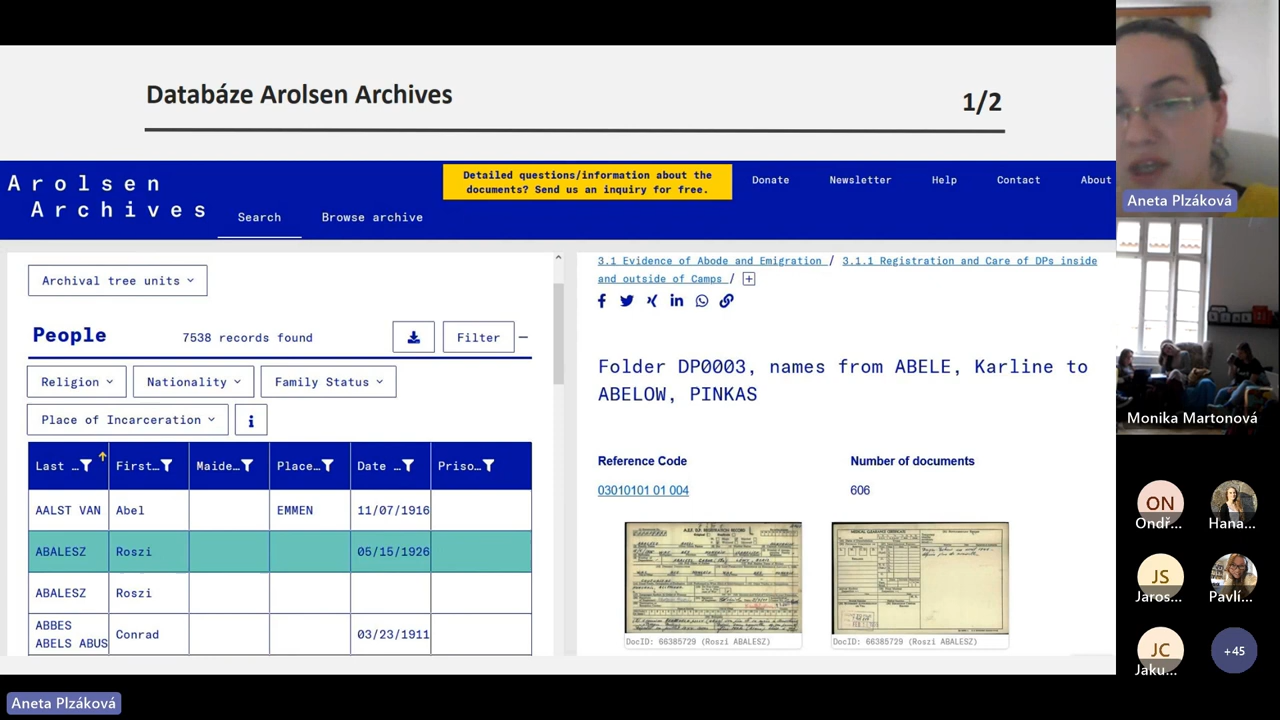 Databáze Arolsen Archives
1/2
Arolsen
Archives
Search
Browse archive
Detailed questions/information about the
documents? Send us an inquiry for free.
Donate
Newsletter
Help
Contact
About
Archival tree units
People
7538 records found
Filter
Religion
Nationality
Family Status
Place of Incarceration
Last …
First…
Maide…
Place…
Date …
Priso…
AALST VAN Abel EMMEN 11/07/1916
ABALESZ Roszi 05/15/1926
ABALESZ Roszi
ABBES
ABELS ABUS
Conrad 03/23/1911
3.1 Evidence of Abode and Emigration / 3.1.1 Registration and Care of DPs inside
and outside of Camps /
Folder DP0003, names from ABELE, Karline to
ABELOW, PINKAS
Reference Code
Number of documents
03010101 01 004
606
DocID: 66385729 (Roszi ABALESZ)
DocID: 66385729 (Roszi ABALESZ)
Aneta Plzáková
Monika Martonová
ON
Ondř…
Hana…
JS
Jaros…
Pavlí…
JC
Jaku…
+45
Aneta Plzáková